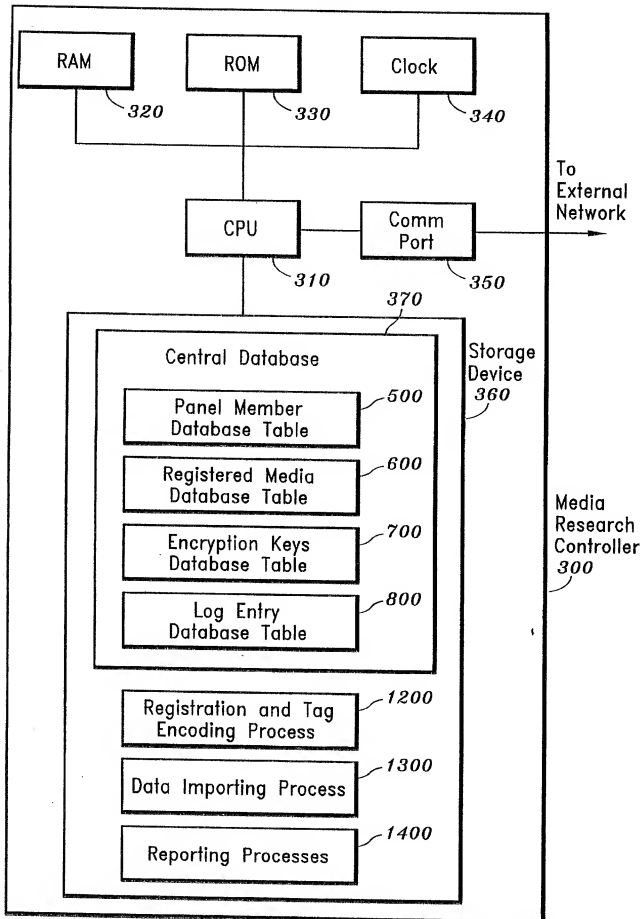 RAM
320
ROM
330
Clock
340
To
External
Network
CPU
310
Comm
Port
350
370
Central Database
Storage
Device
360
Panel Member
Database Table
500
Registered Media
Database Table
600
Encryption Keys
Database Table
700
Log Entry
Database Table
800
Media
Research
Controller
300
Registration and Tag
Encoding Process
1200
Data Importing Process
1300
Reporting Processes
1400